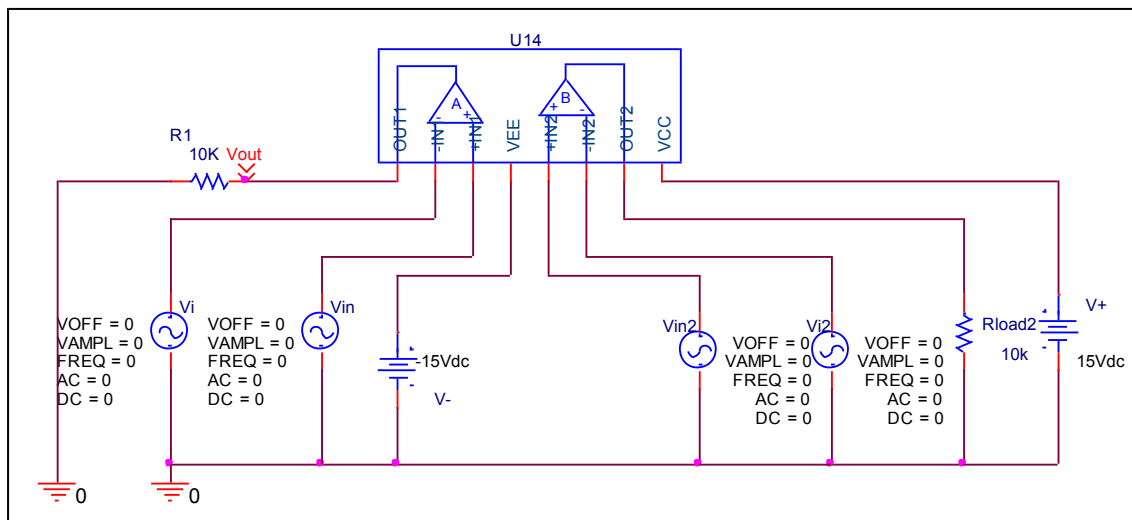 U14
A
B
-
+
+
-
OUT1
-IN1
+IN1
VEE
+IN2
-IN2
OUT2
VCC
R1
10K
Vout
Vi
VOFF = 0
VAMPL = 0
FREQ = 0
AC = 0
DC = 0
Vin
VOFF = 0
VAMPL = 0
FREQ = 0
AC = 0
DC = 0
+
-15Vdc
-
V-
Vin2
VOFF = 0
VAMPL = 0
FREQ = 0
AC = 0
DC = 0
Vi2
VOFF = 0
VAMPL = 0
FREQ = 0
AC = 0
DC = 0
Rload2
10k
V+
+
-
15Vdc
0
0